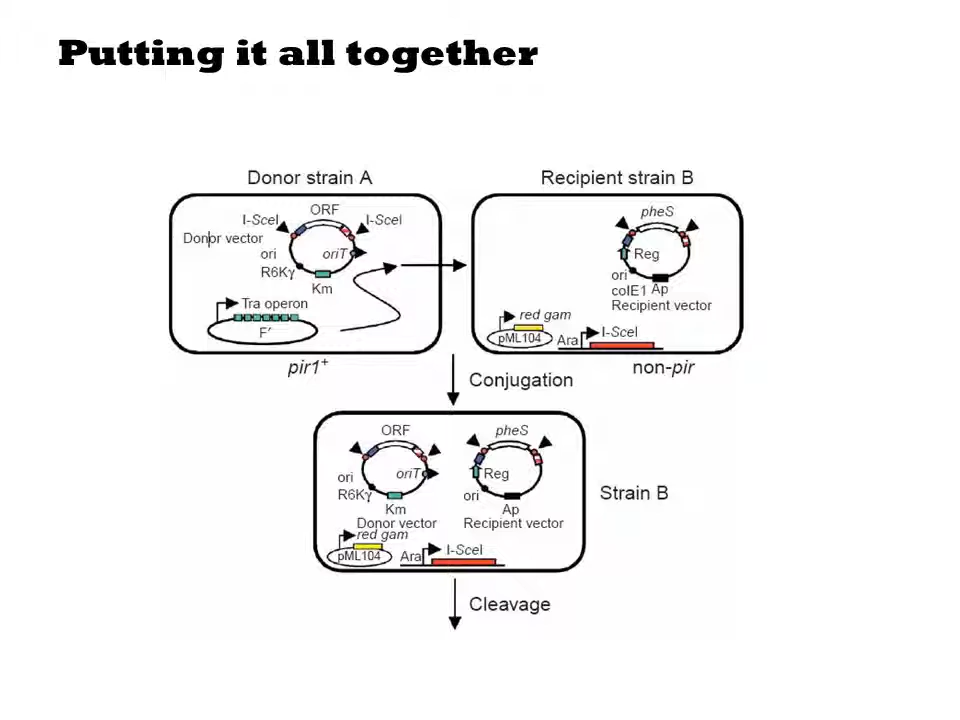 Putting it all together
Donor strain A
Recipient strain B
ORF
I-SceI
I-SceI
Donor vector
ori
R6Kγ
oriT
Km
Tra operon
F′
pir1+
pheS
Reg
ori
colE1 Ap
Recipient vector
red gam
pML104
Ara
I-SceI
non-pir
Conjugation
ORF
ori
R6Kγ
oriT
Km
Donor vector
pheS
Reg
ori
Ap
Recipient vector
red gam
pML104
Ara
I-SceI
Strain B
Cleavage